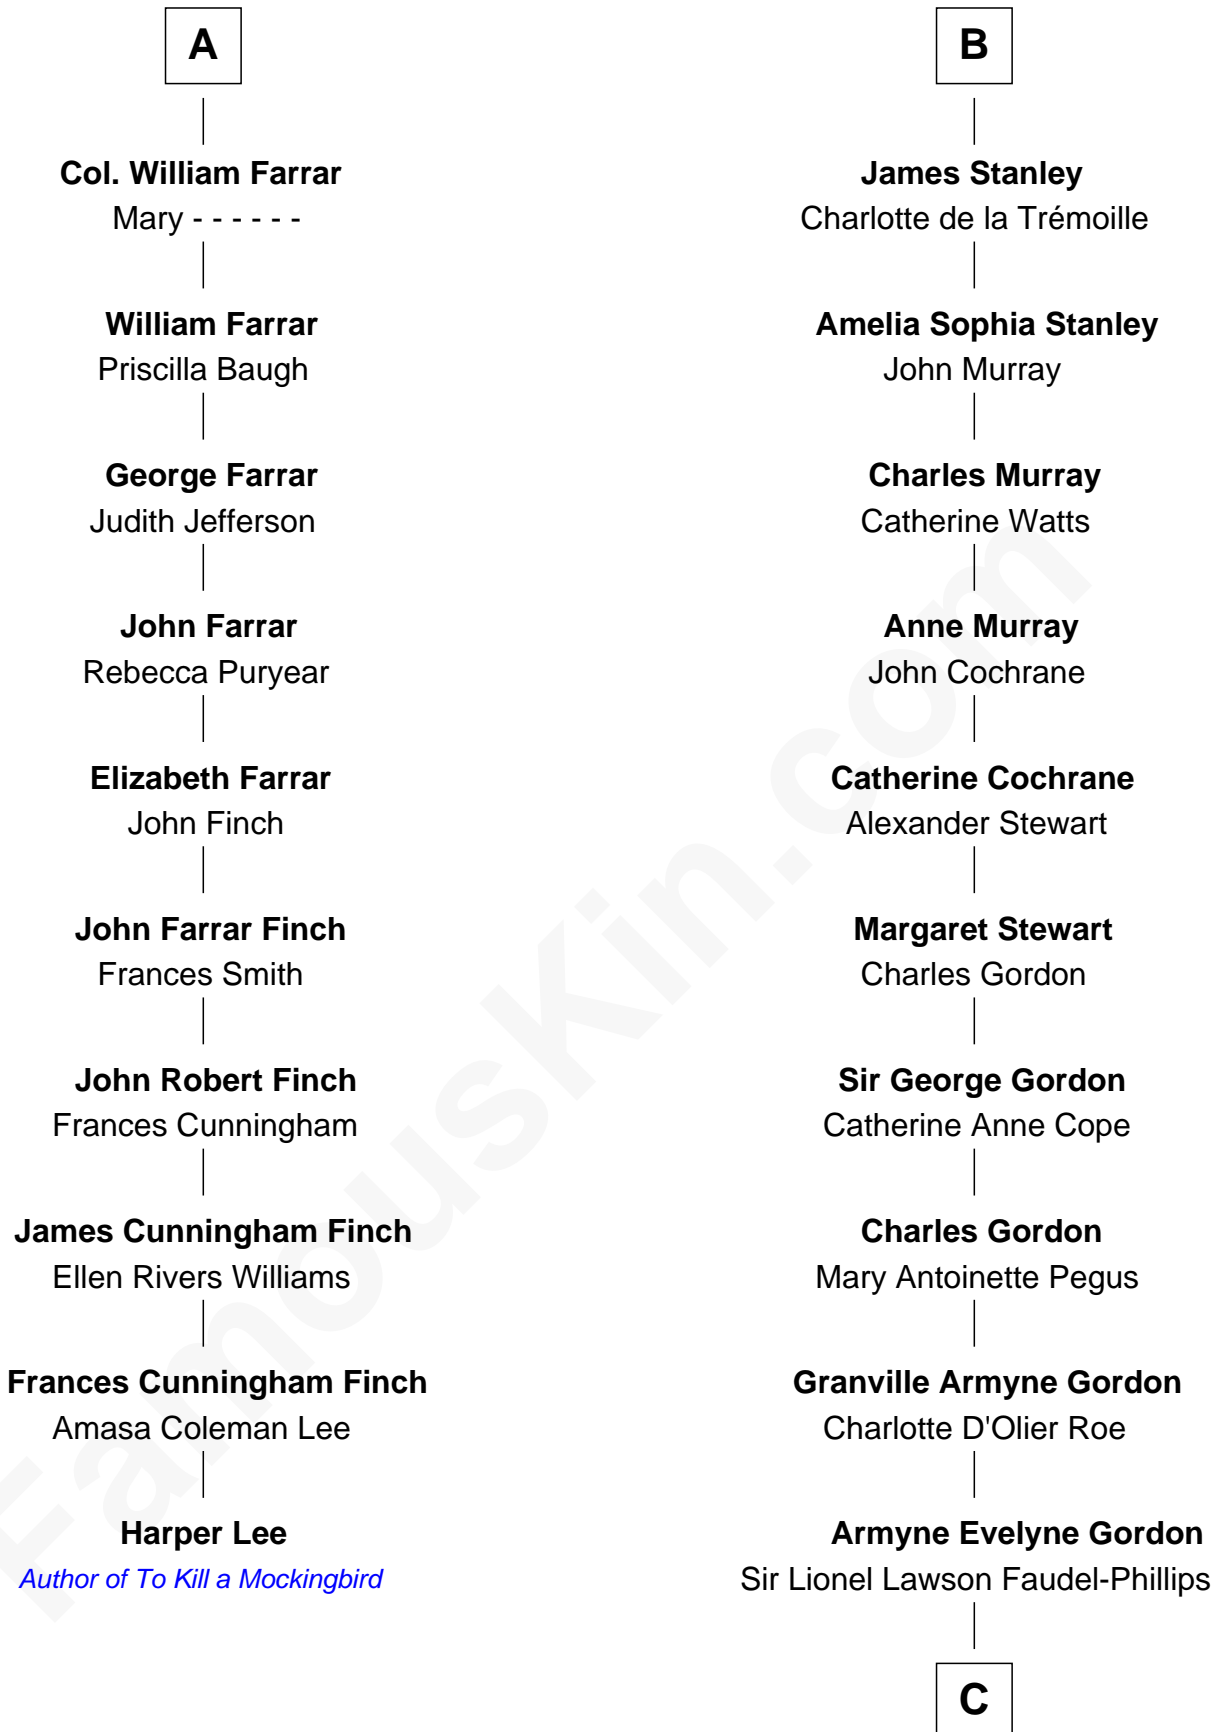 A
Col. William Farrar
Mary - - - - - -
William Farrar
Priscilla Baugh
George Farrar
Judith Jefferson
John Farrar
Rebecca Puryear
Elizabeth Farrar
John Finch
John Farrar Finch
Frances Smith
John Robert Finch
Frances Cunningham
James Cunningham Finch
Ellen Rivers Williams
Frances Cunningham Finch
Amasa Coleman Lee
Harper Lee
Author of To Kill a Mockingbird
B
James Stanley
Charlotte de la Trémoille
Amelia Sophia Stanley
John Murray
Charles Murray
Catherine Watts
Anne Murray
John Cochrane
Catherine Cochrane
Alexander Stewart
Margaret Stewart
Charles Gordon
Sir George Gordon
Catherine Anne Cope
Charles Gordon
Mary Antoinette Pegus
Granville Armyne Gordon
Charlotte D'Olier Roe
Armyne Evelyne Gordon
Sir Lionel Lawson Faudel-Phillips
C
FamousKin.com